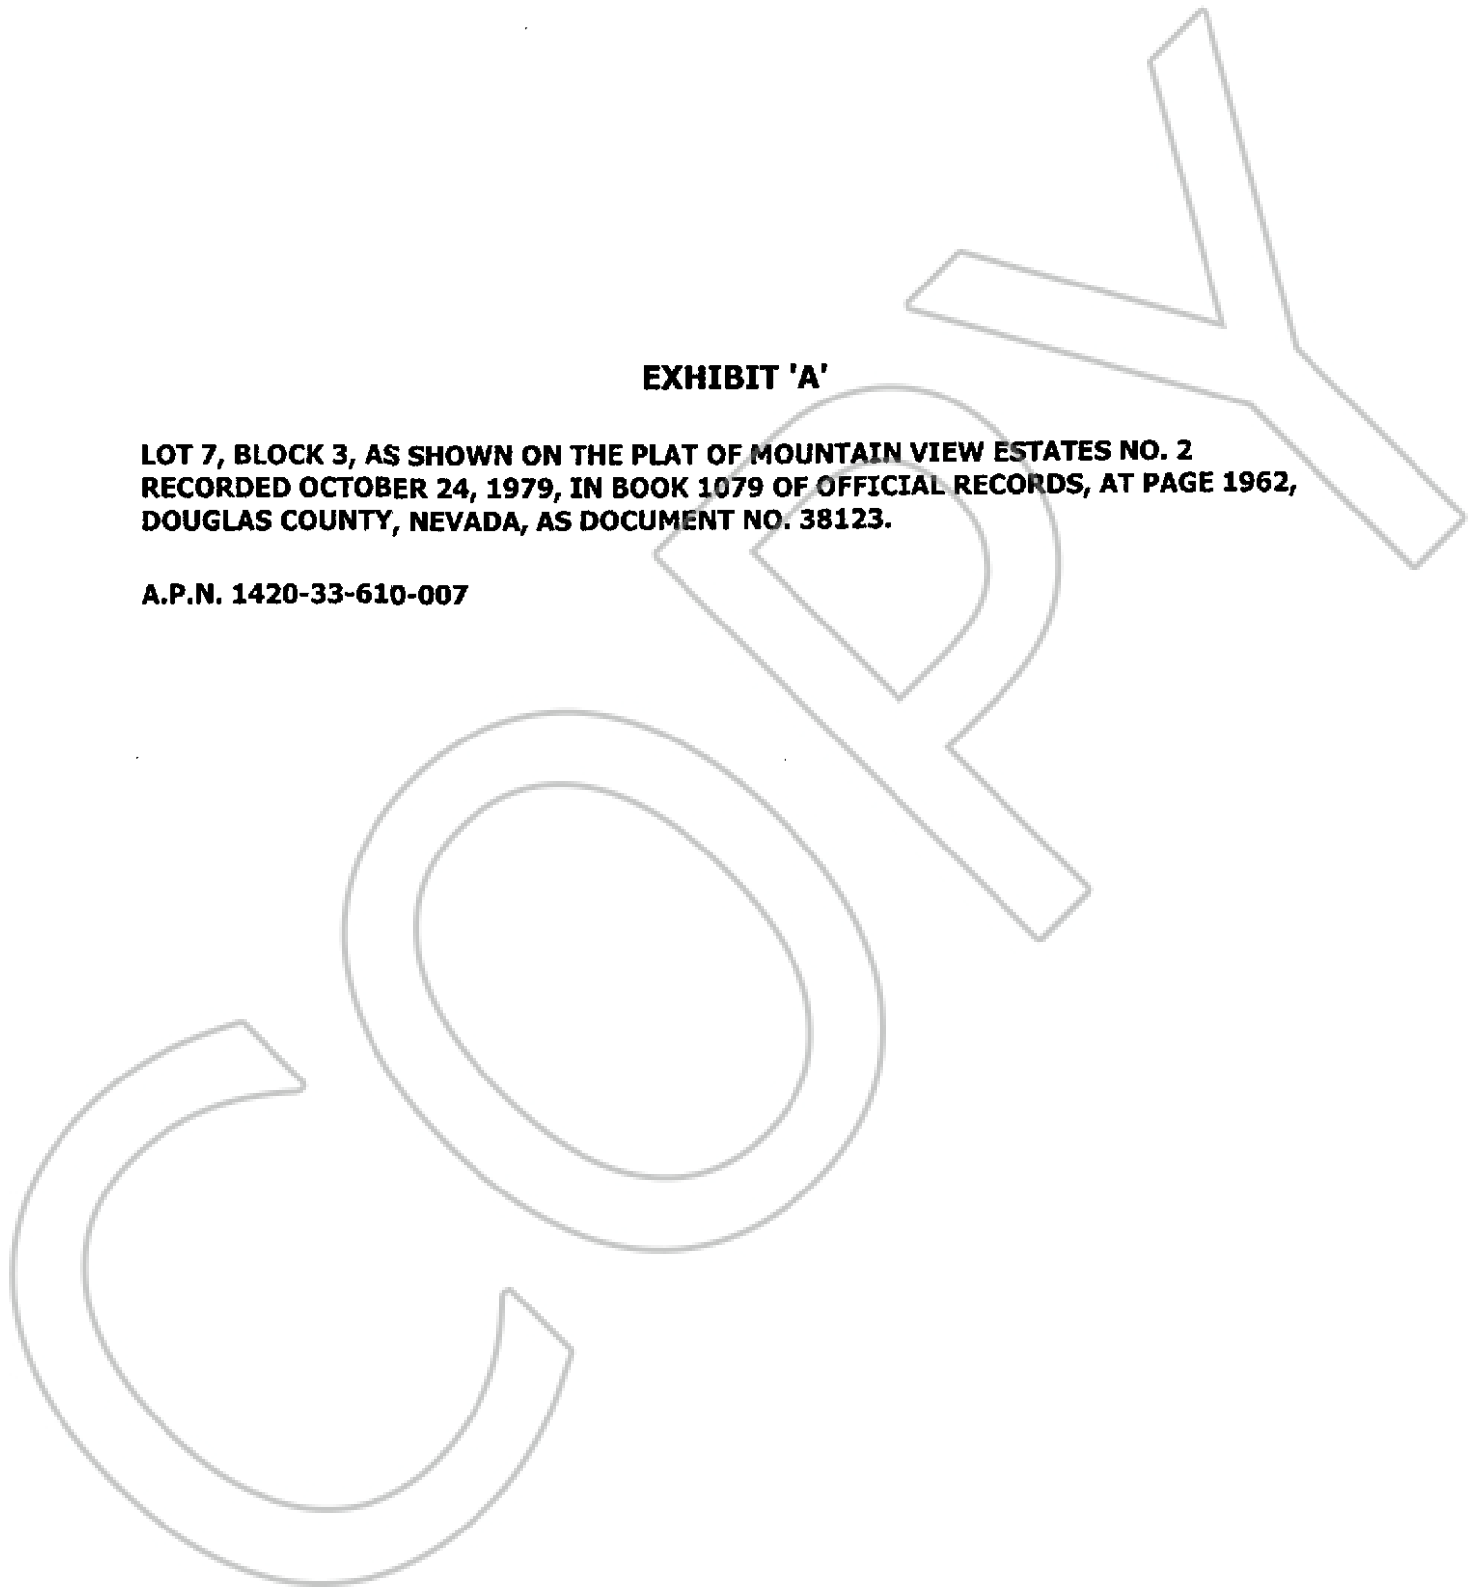 EXHIBIT 'A'
LOT 7, BLOCK 3, AS SHOWN ON THE PLAT OF MOUNTAIN VIEW ESTATES NO. 2
RECORDED OCTOBER 24, 1979, IN BOOK 1079 OF OFFICIAL RECORDS, AT PAGE 1962,
DOUGLAS COUNTY, NEVADA, AS DOCUMENT NO. 38123.
A.P.N. 1420-33-610-007
COPY